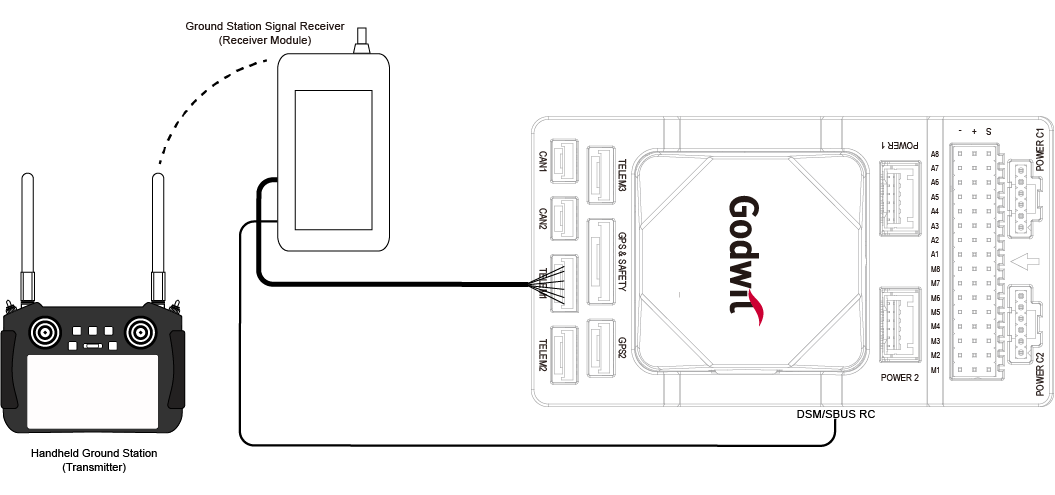 Ground Station Signal Receiver
(Receiver Module)
Handheld Ground Station
(Transmitter)
CAN1
CAN2
TELEM1
TELEM2
TELEM3
GPS & SAFETY
GPS2
Godwit
POWER 1
POWER 2
- + S
A8
A7
A6
A5
A4
A3
A2
A1
M8
M7
M6
M5
M4
M3
M2
M1
POWER C1
POWER C2
DSM/SBUS RC